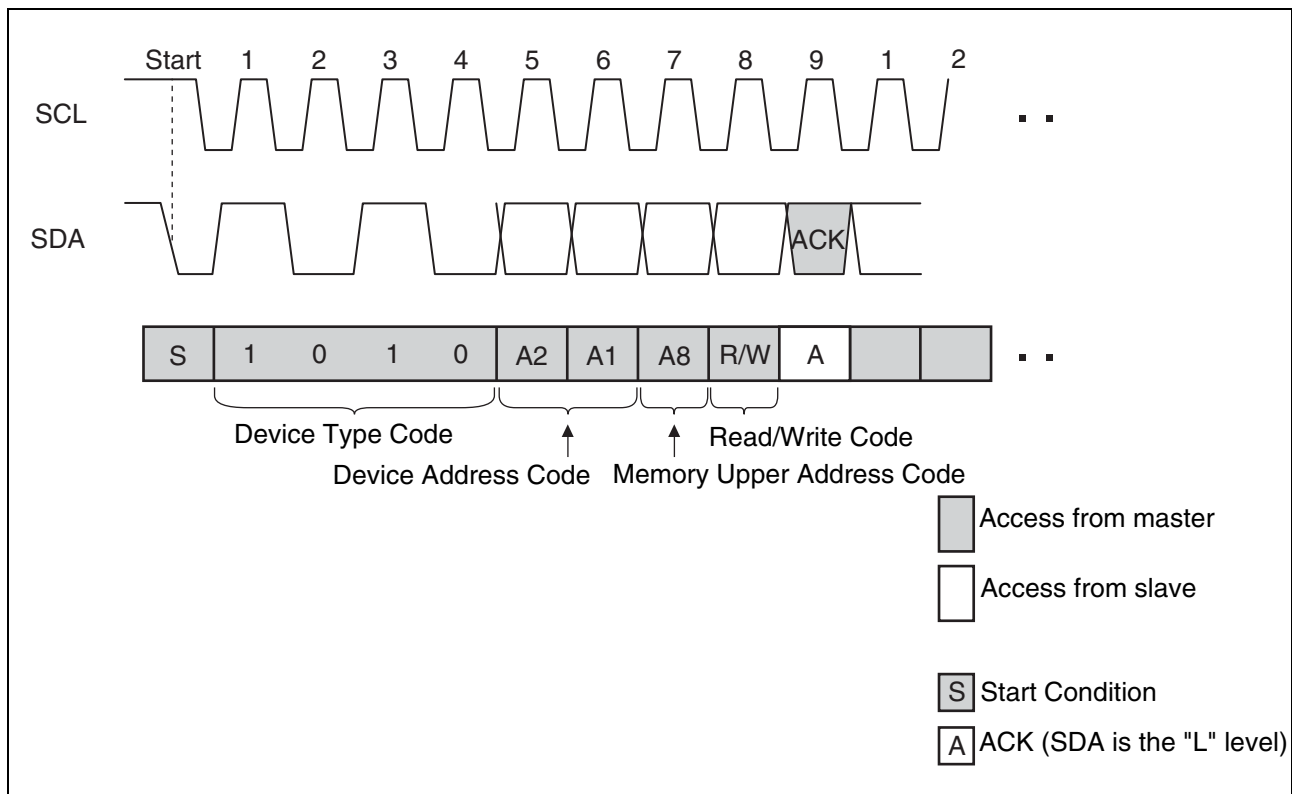 Start 1 2 3 4 5 6 7 8 9 1 2
SCL
. .
SDA
ACK
S 1 0 1 0 A2 A1 A8 R/W A
. .
Device Type Code
Read/Write Code
Device Address Code
Memory Upper Address Code
Access from master
Access from slave
S Start Condition
A ACK (SDA is the "L" level)